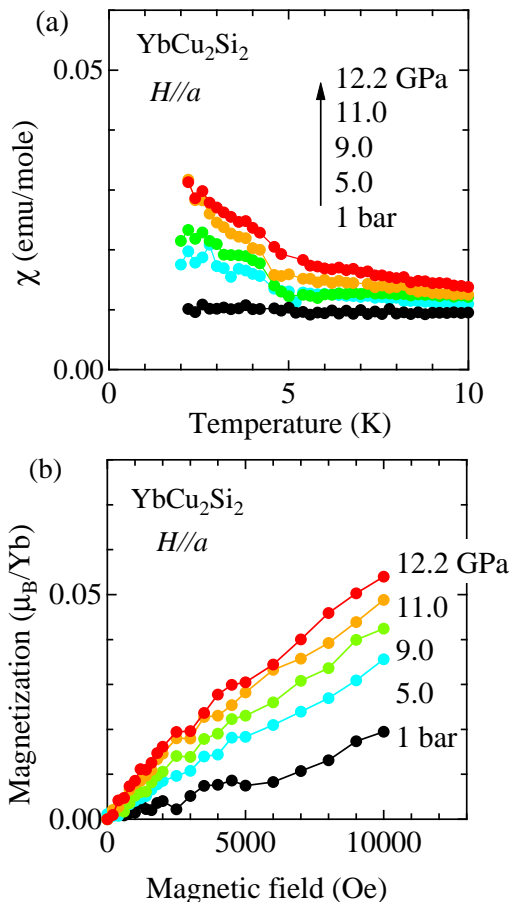 (a)
YbCu₂Si₂
H//a
12.2 GPa
11.0
9.0
5.0
1 bar
0.05
0.00
χ (emu/mole)
0 5 10
Temperature (K)
(b)
YbCu₂Si₂
H//a
12.2 GPa
11.0
9.0
5.0
1 bar
0.05
0.00
Magnetization (μ_B/Yb)
0 5000 10000
Magnetic field (Oe)